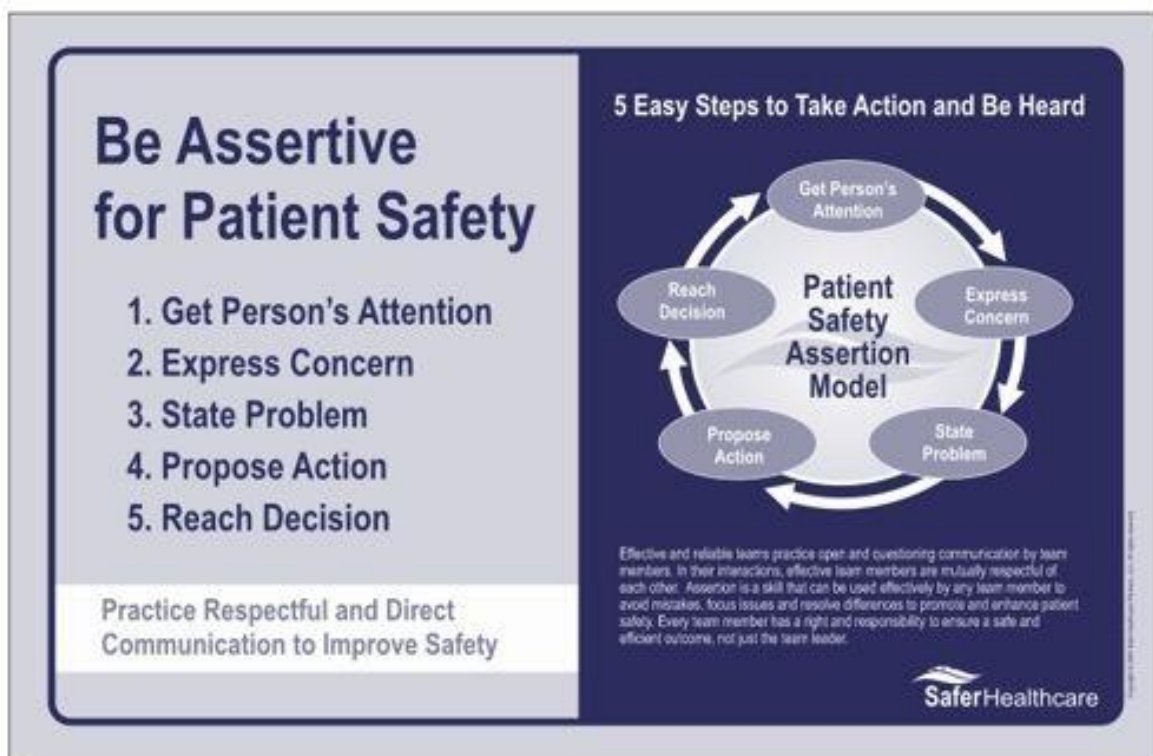 Be Assertive
for Patient Safety
1. Get Person's Attention
2. Express Concern
3. State Problem
4. Propose Action
5. Reach Decision
Practice Respectful and Direct
Communication to Improve Safety
5 Easy Steps to Take Action and Be Heard
Get Person's
Attention
Express
Concern
State
Problem
Propose
Action
Reach
Decision
Patient
Safety
Assertion
Model
Effective and reliable teams practice open and questioning communication by team
members. In their interactions, effective team members are mutually respectful of
each other. Assertion is a skill that can be used effectively by any team member to
avoid mistakes, focus issues and resolve differences to promote and enhance patient
safety. Every team member has a right and responsibility to ensure a safe and
efficient outcome, not just the team leader.
SaferHealthcare